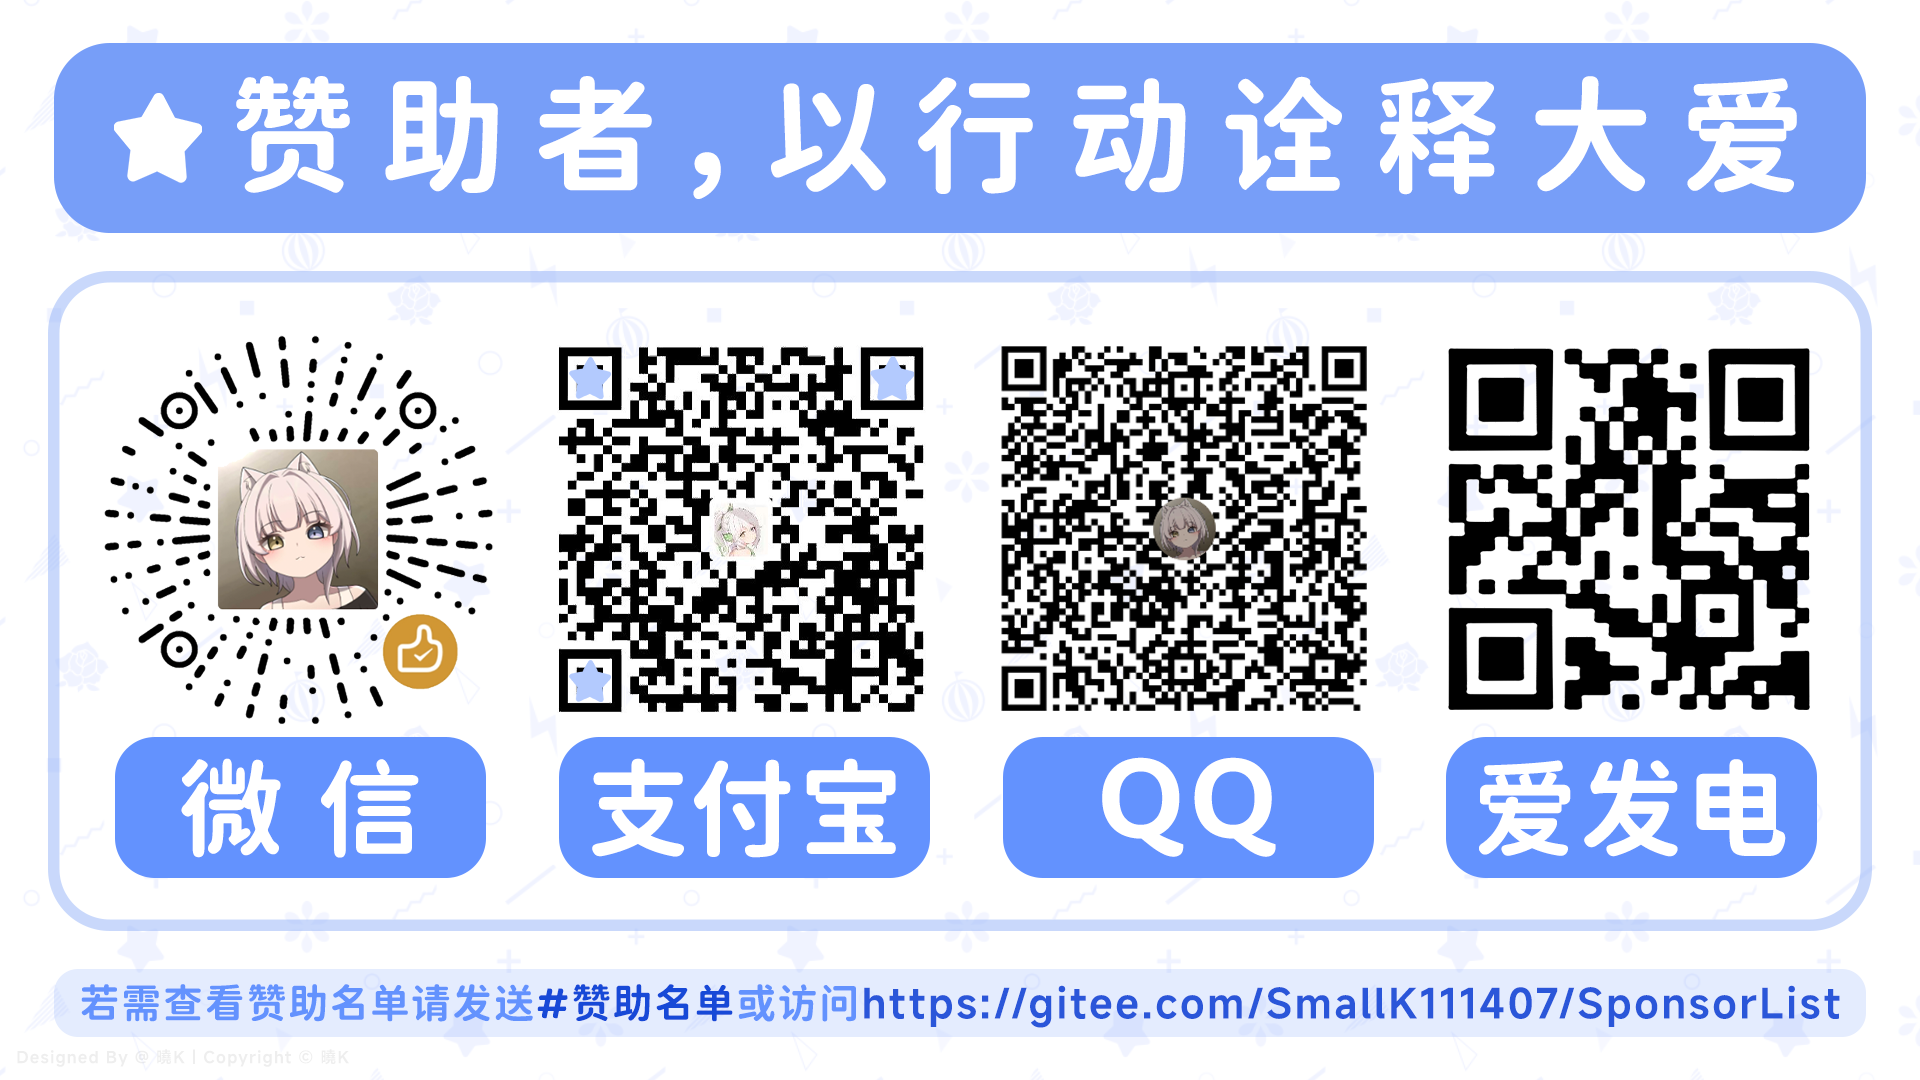 赞助者，以行动诠释大爱
微信
支付宝
QQ
爱发电
若需查看赞助名单请发送#赞助名单或访问https://gitee.com/SmallK111407/SponsorList
Designed By @ 曉K | Copyright © 曉K